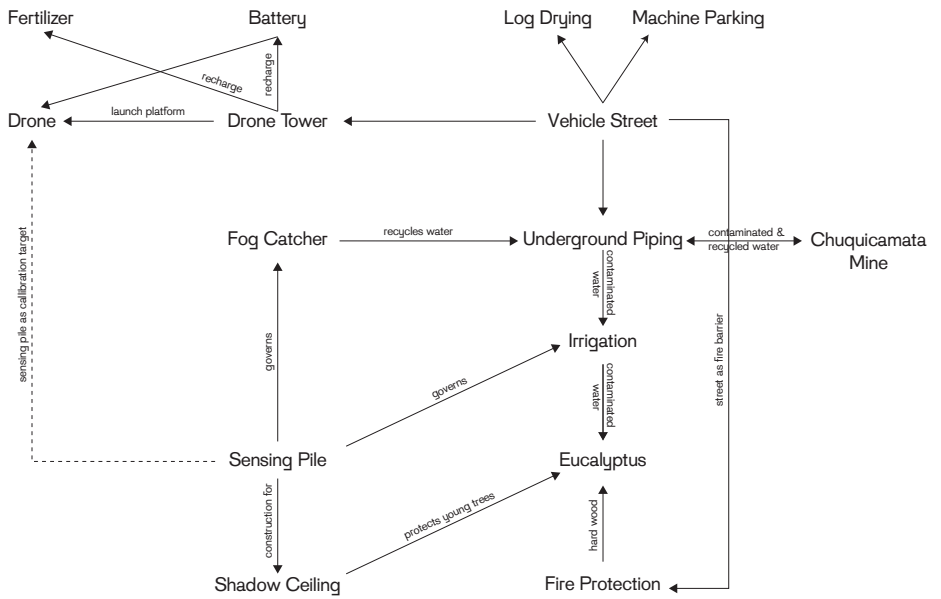 Fertilizer
Battery
Log Drying
Machine Parking
recharge
recharge
Drone
launch platform
Drone Tower
Vehicle Street
Fog Catcher
recycles water
Underground Piping
contaminated &
recycled water
Chuquicamata
Mine
contaminated
water
sensing pile as callibration target
governs
Irrigation
street as fire barrier
governs
contaminated
water
Sensing Pile
Eucalyptus
construction for
protects young trees
hard wood
Shadow Ceiling
Fire Protection